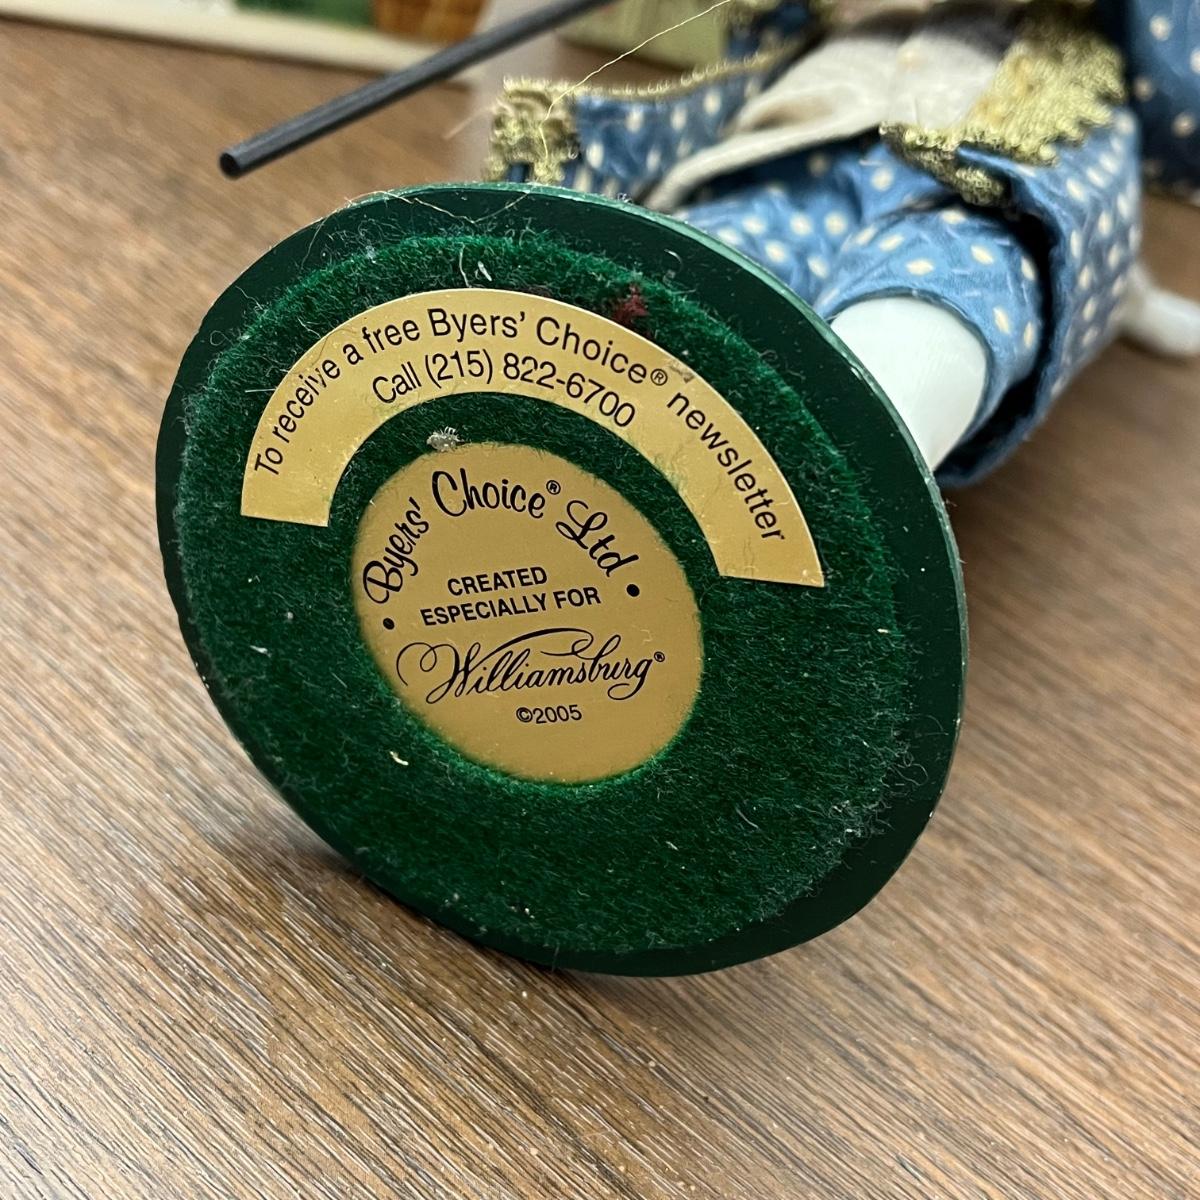 To receive a free Byers' Choice® newsletter
Call (215) 822-6700
Byers' Choice® Ltd
• CREATED •
ESPECIALLY FOR
Williamsburg®
©2005